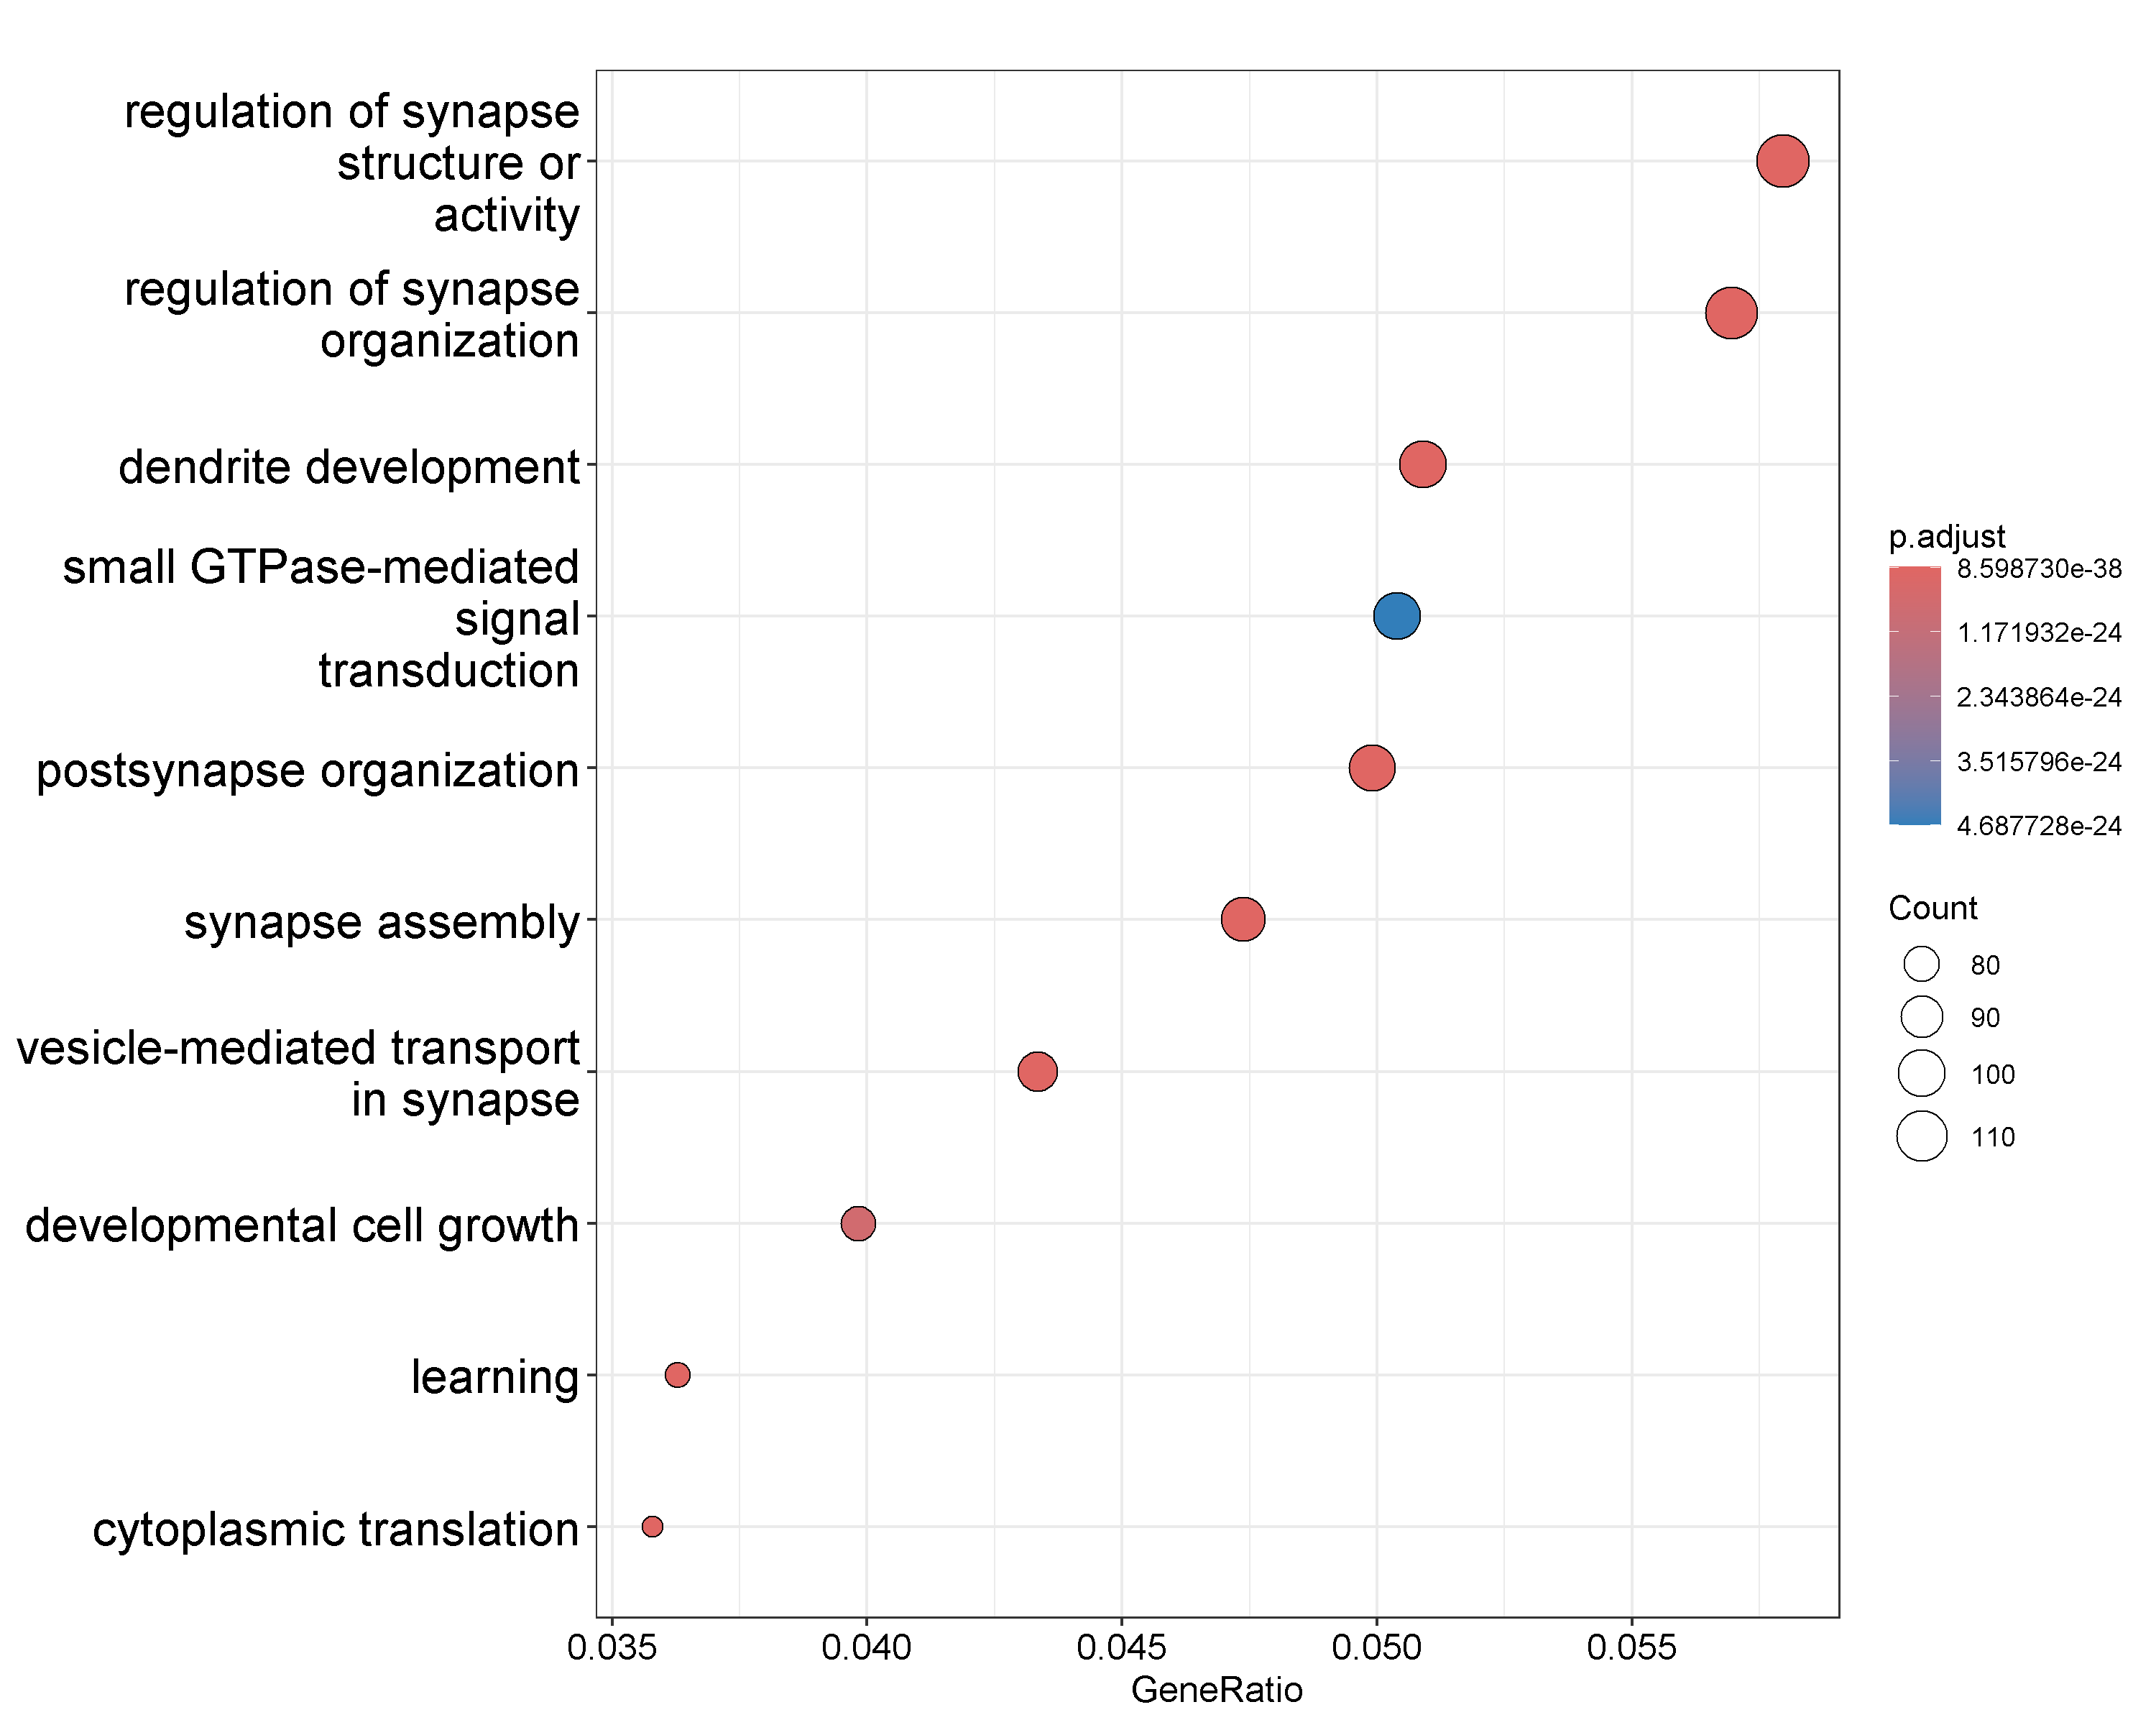 regulation of synapse
structure or
activity
regulation of synapse
organization
dendrite development
small GTPase-mediated
signal
transduction
postsynapse organization
synapse assembly
vesicle-mediated transport
in synapse
developmental cell growth
learning
cytoplasmic translation
0.035
0.040
0.045
0.050
0.055
GeneRatio
p.adjust
8.598730e-38
1.171932e-24
2.343864e-24
3.515796e-24
4.687728e-24
Count
80
90
100
110